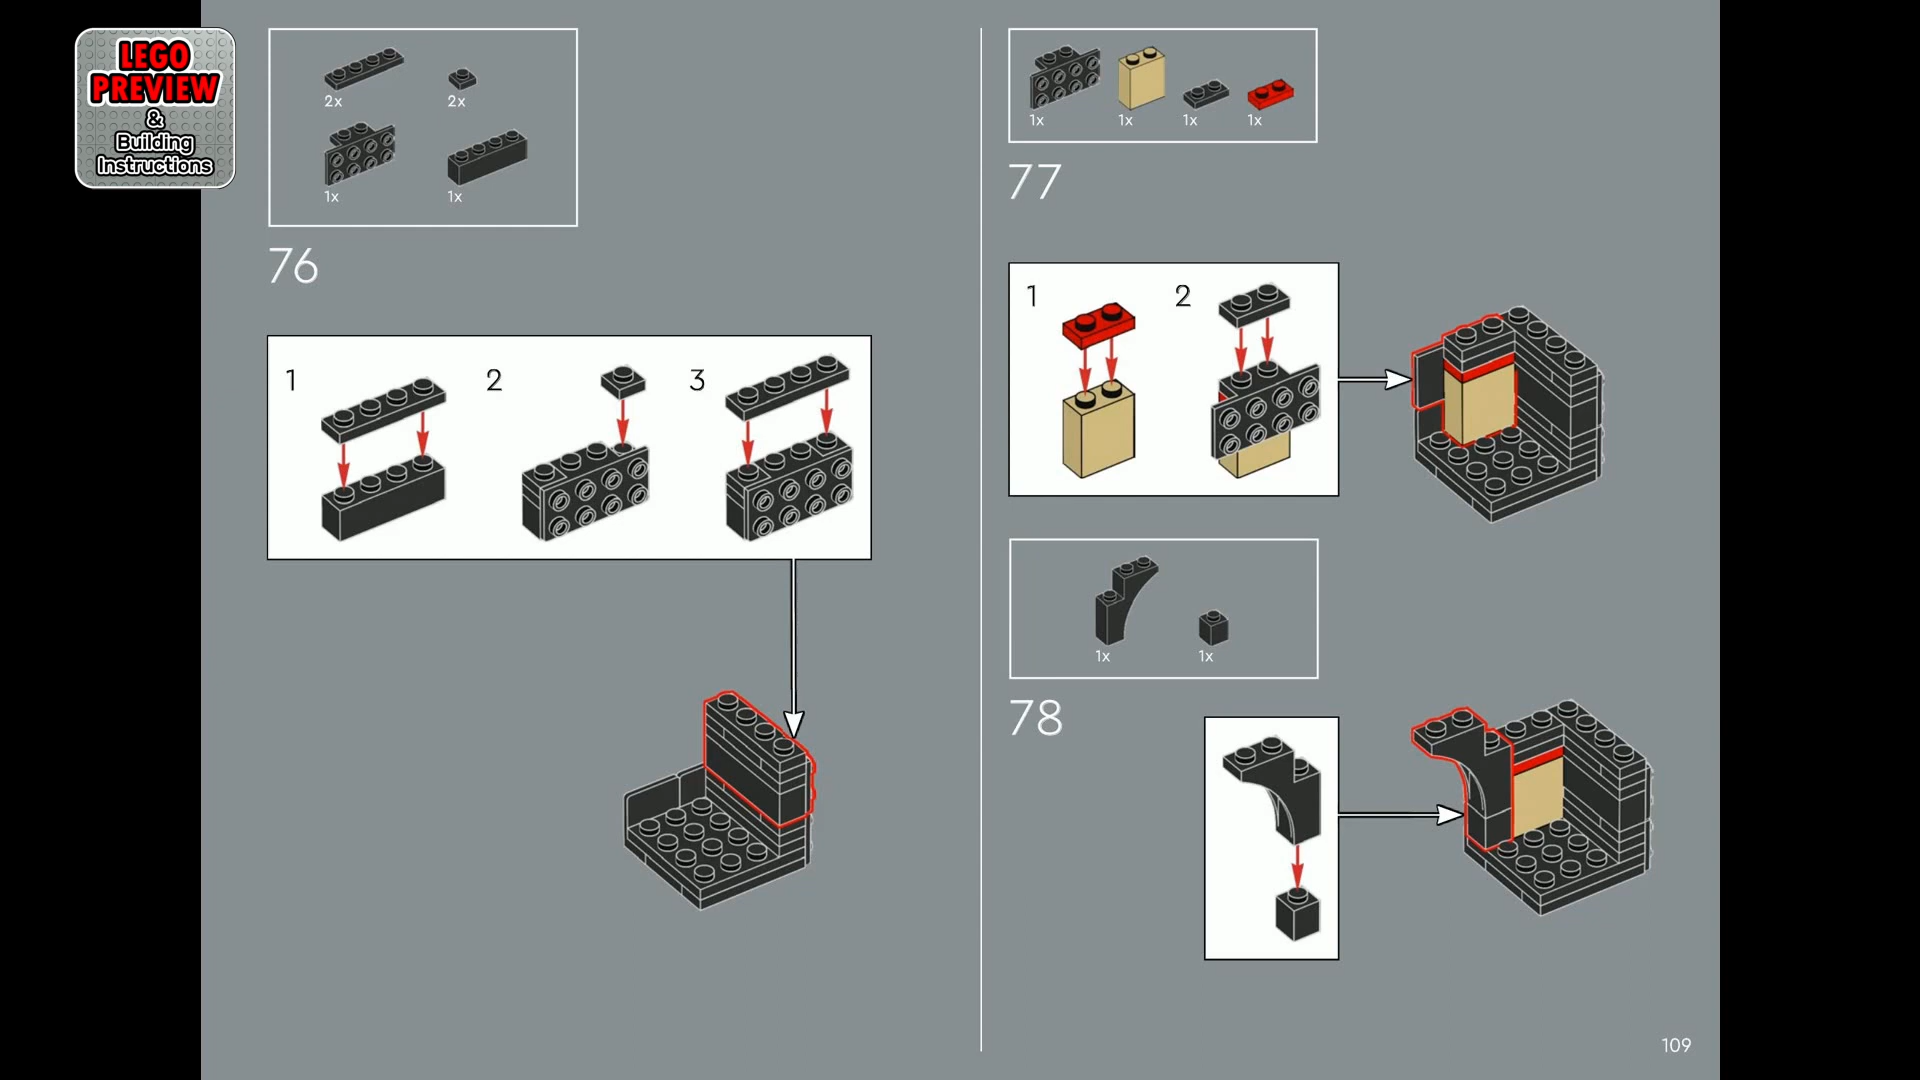 LEGO
PREVIEW
&
Building
Instructions
2x
2x
1x
1x
76
1
2
3
1x
1x
1x
1x
77
1
2
1x
1x
78
109